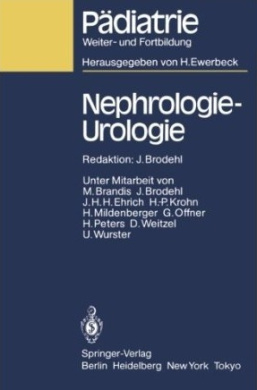 Pädiatrie
Weiter- und Fortbildung
Herausgegeben von H.Ewerbeck
Nephrologie-
Urologie
Redaktion: J.Brodehl
Unter Mitarbeit von
M.Brandis J.Brodehl
J.H.H.Ehrich H.-P.Krohn
H.Mildenberger G.Offner
H.Peters D.Weitzel
U.Wurster
Springer-Verlag
Berlin Heidelberg New York Tokyo